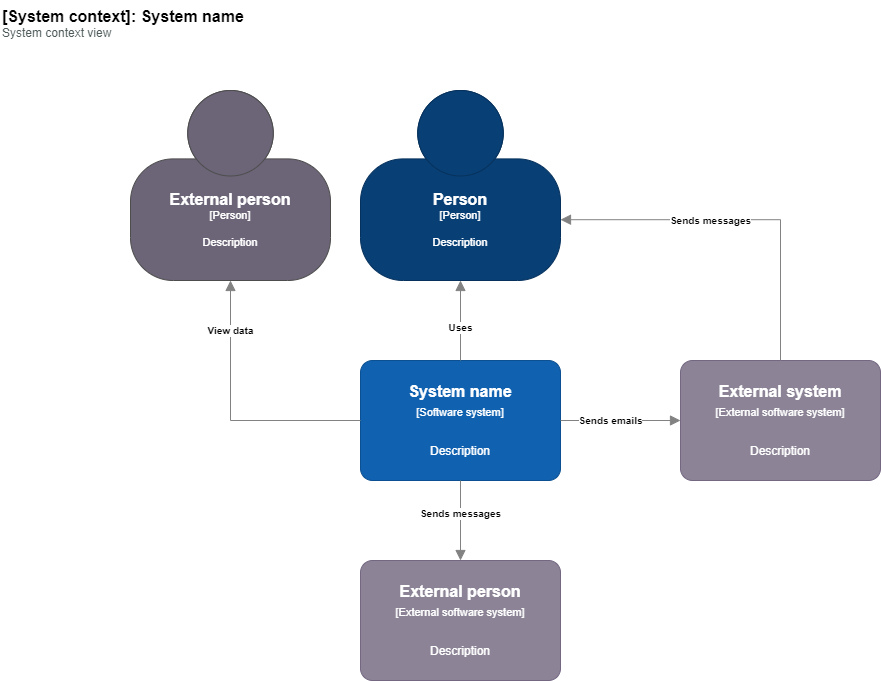 [System context]: System name
System context view
External person
[Person]
Description
Person
[Person]
Description
Sends messages
View data
Uses
System name
[Software system]
Description
Sends emails
External system
[External software system]
Description
Sends messages
External person
[External software system]
Description